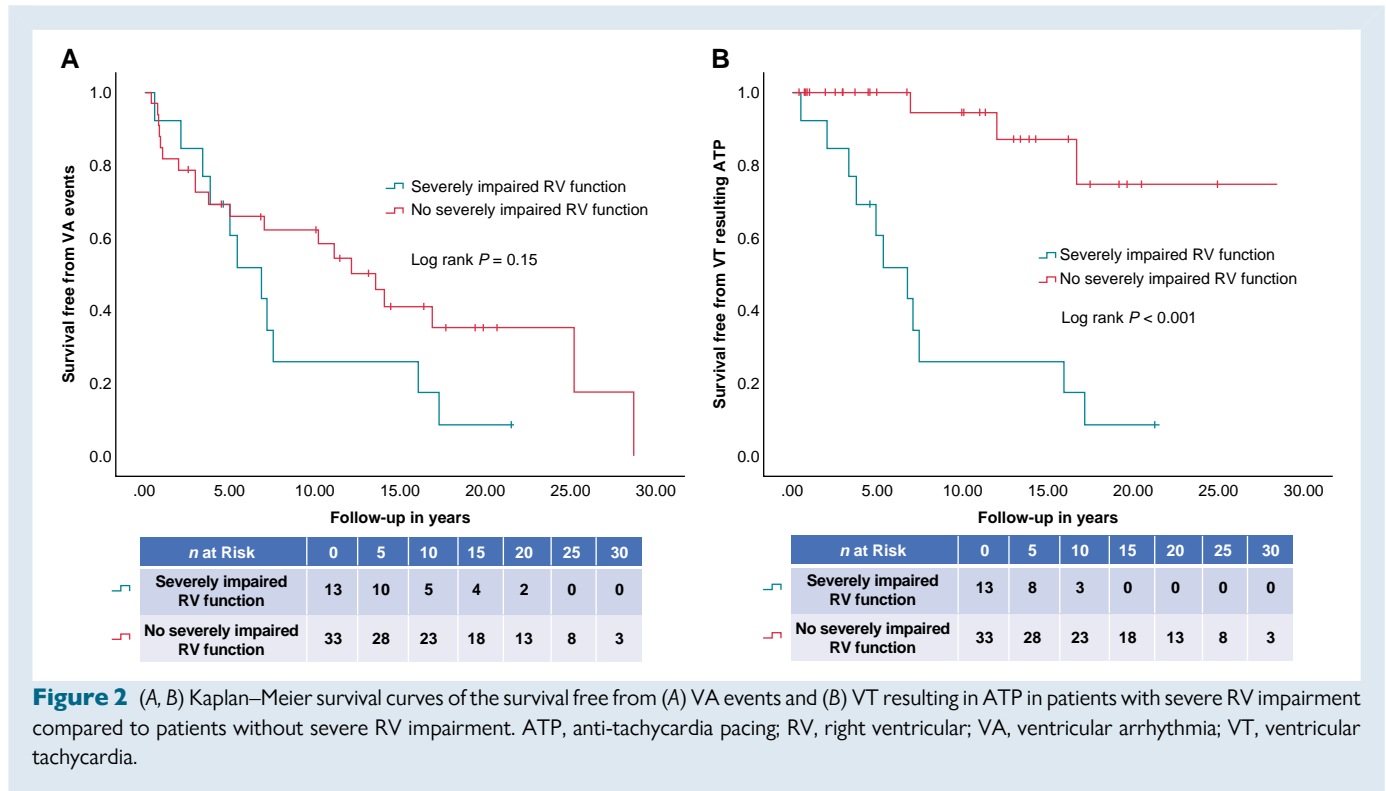 A
Survival free from VA events
1.0
0.8
0.6
0.4
0.2
0.0
Severely impaired RV function
No severely impaired RV function
Log rank P = 0.15
.00 5.00 10.00 15.00 20.00 25.00 30.00
Follow-up in years
n at Risk 0 5 10 15 20 25 30
Severely impaired
RV function 13 10 5 4 2 0 0
No severely impaired
RV function 33 28 23 18 13 8 3
B
Survival free from VT resulting ATP
1.0
0.8
0.6
0.4
0.2
0.0
Severely impaired RV function
No severely impaired RV function
Log rank P < 0.001
.00 5.00 10.00 15.00 20.00 25.00 30.00
Follow-up in years
n at Risk 0 5 10 15 20 25 30
Severely impaired
RV function 13 8 3 0 0 0 0
No severely impaired
RV function 33 28 23 18 13 8 3
Figure 2 (A, B) Kaplan–Meier survival curves of the survival free from (A) VA events and (B) VT resulting in ATP in patients with severe RV impairment
compared to patients without severe RV impairment. ATP, anti-tachycardia pacing; RV, right ventricular; VA, ventricular arrhythmia; VT, ventricular
tachycardia.